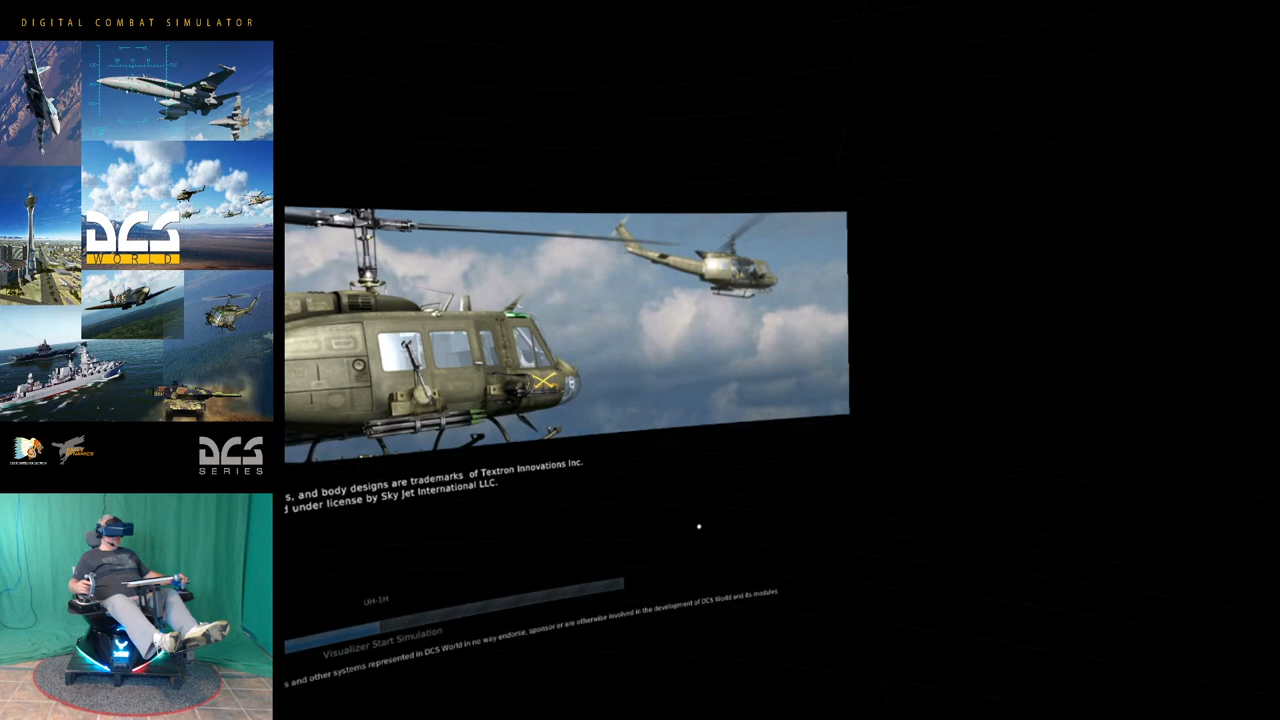 DIGITAL COMBAT SIMULATOR
DCS
WORLD
DCS
SERIES
s, and body designs are trademarks of Textron Innovations Inc.
d under license by Sky Jet International LLC.
UH-1H
Visualizer Start Simulation
s and other systems represented in DCS World in no way endorse, sponsor or are otherwise involved in the development of DCS World and its modules